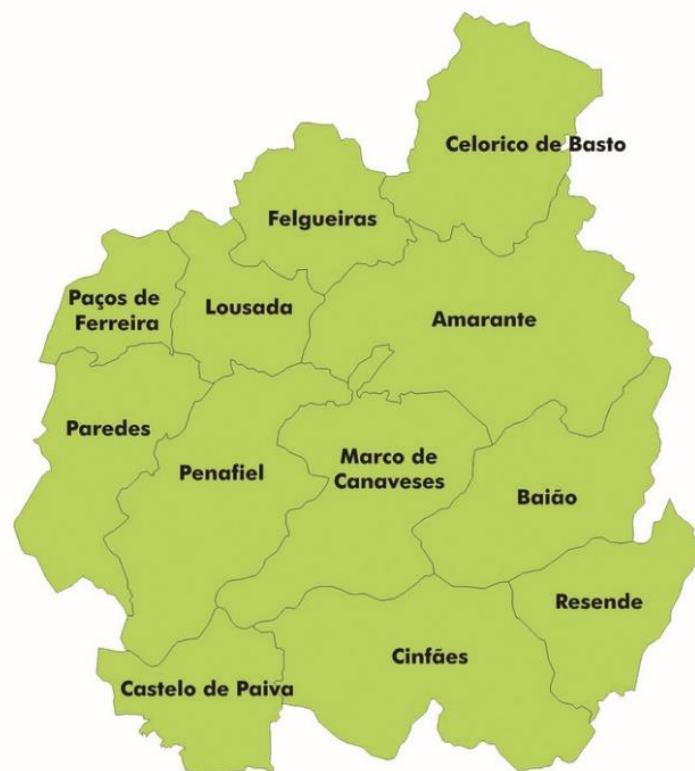 Celorico de Basto
Felgueiras
Paços de
Ferreira
Lousada
Amarante
Paredes
Penafiel
Marco de
Canaveses
Baião
Resende
Cinfães
Castelo de Paiva